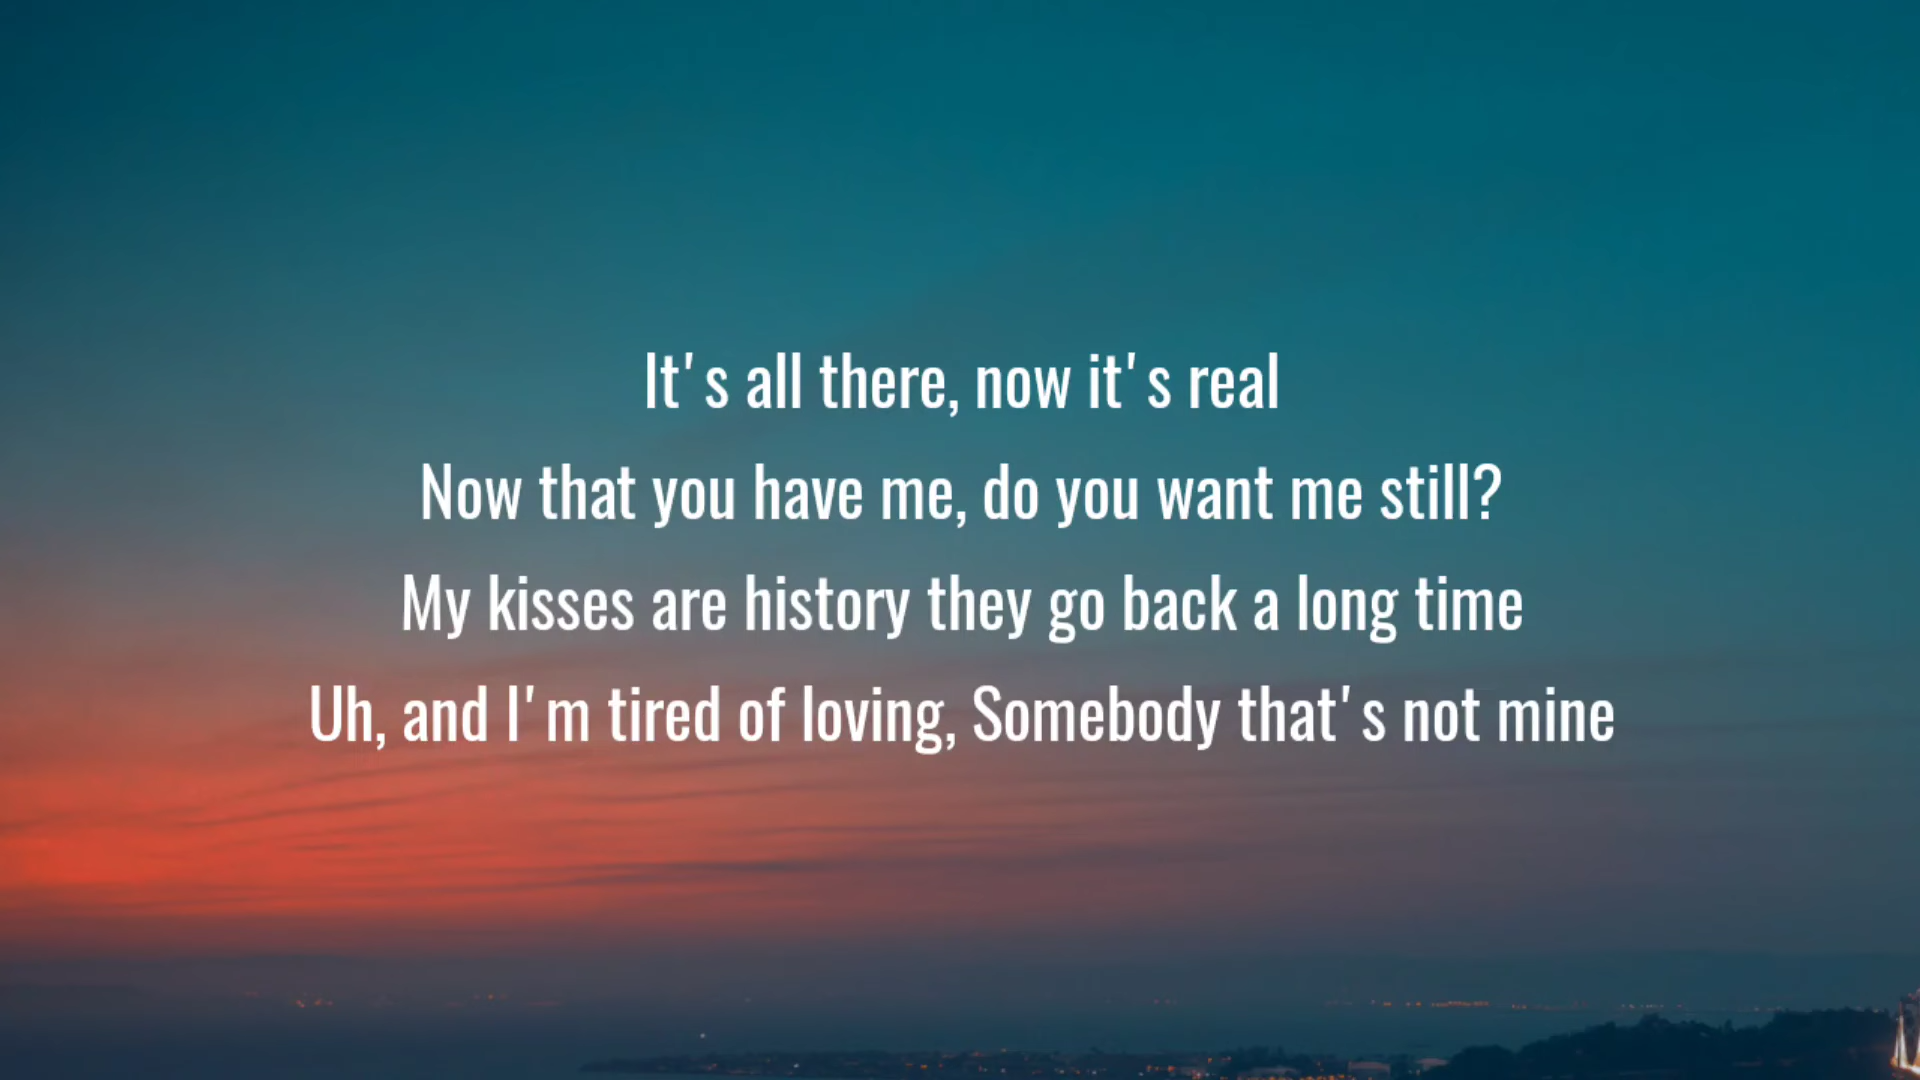 It's all there, now it's real
Now that you have me, do you want me still?
My kisses are history they go back a long time
Uh, and I'm tired of loving, Somebody that's not mine